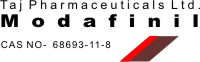 Taj Pharmaceuticals Ltd.
Modafinil
CAS NO- 68693-11-8